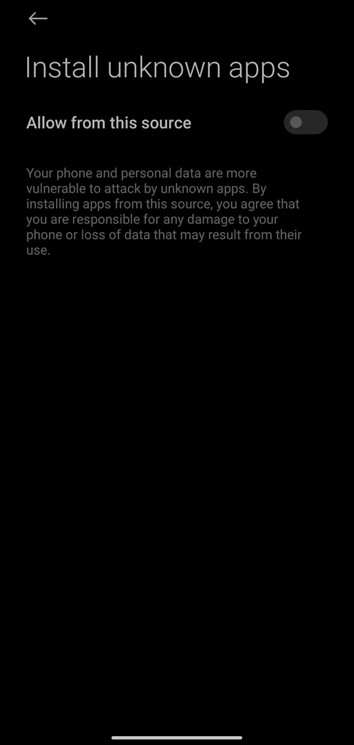 Install unknown apps
Allow from this source
Your phone and personal data are more
vulnerable to attack by unknown apps. By
installing apps from this source, you agree that
you are responsible for any damage to your
phone or loss of data that may result from their
use.